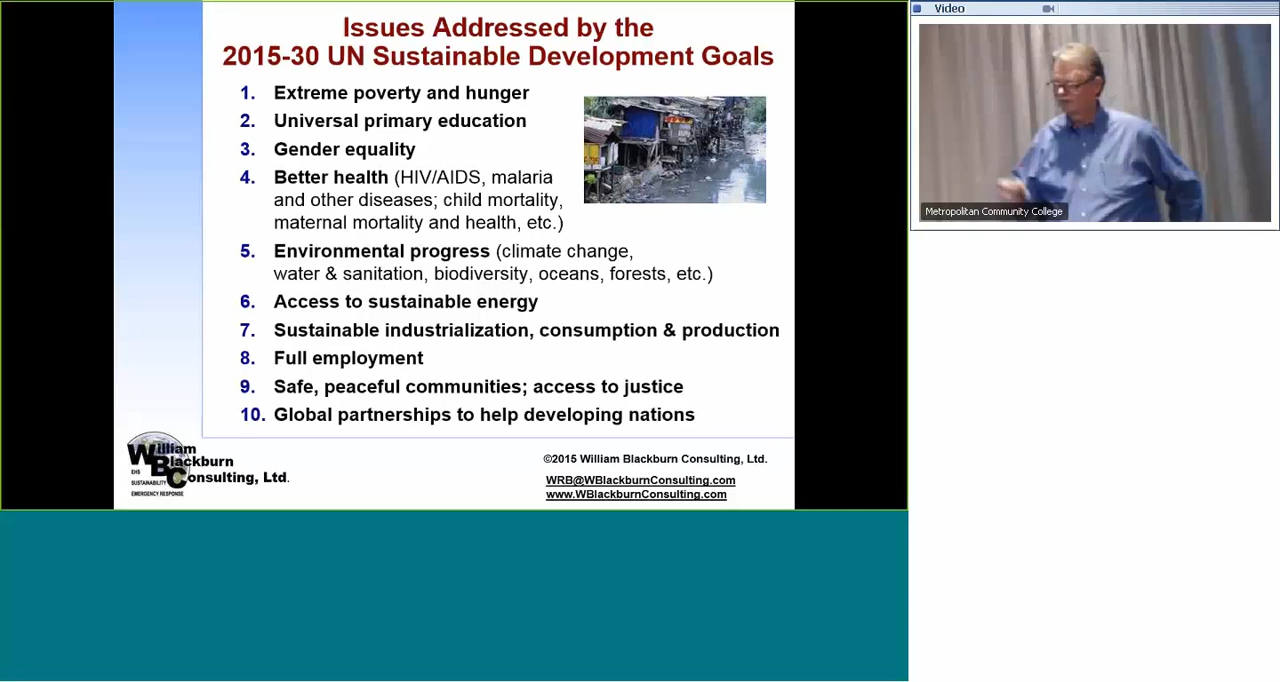 Issues Addressed by the
2015-30 UN Sustainable Development Goals
1. Extreme poverty and hunger
2. Universal primary education
3. Gender equality
4. Better health (HIV/AIDS, malaria
and other diseases; child mortality,
maternal mortality and health, etc.)
5. Environmental progress (climate change,
water & sanitation, biodiversity, oceans, forests, etc.)
6. Access to sustainable energy
7. Sustainable industrialization, consumption & production
8. Full employment
9. Safe, peaceful communities; access to justice
10. Global partnerships to help developing nations
William
Blackburn
Consulting, Ltd.
EHS
SUSTAINABILITY
EMERGENCY RESPONSE
©2015 William Blackburn Consulting, Ltd.
WRB@WBlackburnConsulting.com
www.WBlackburnConsulting.com
Video
Metropolitan Community College